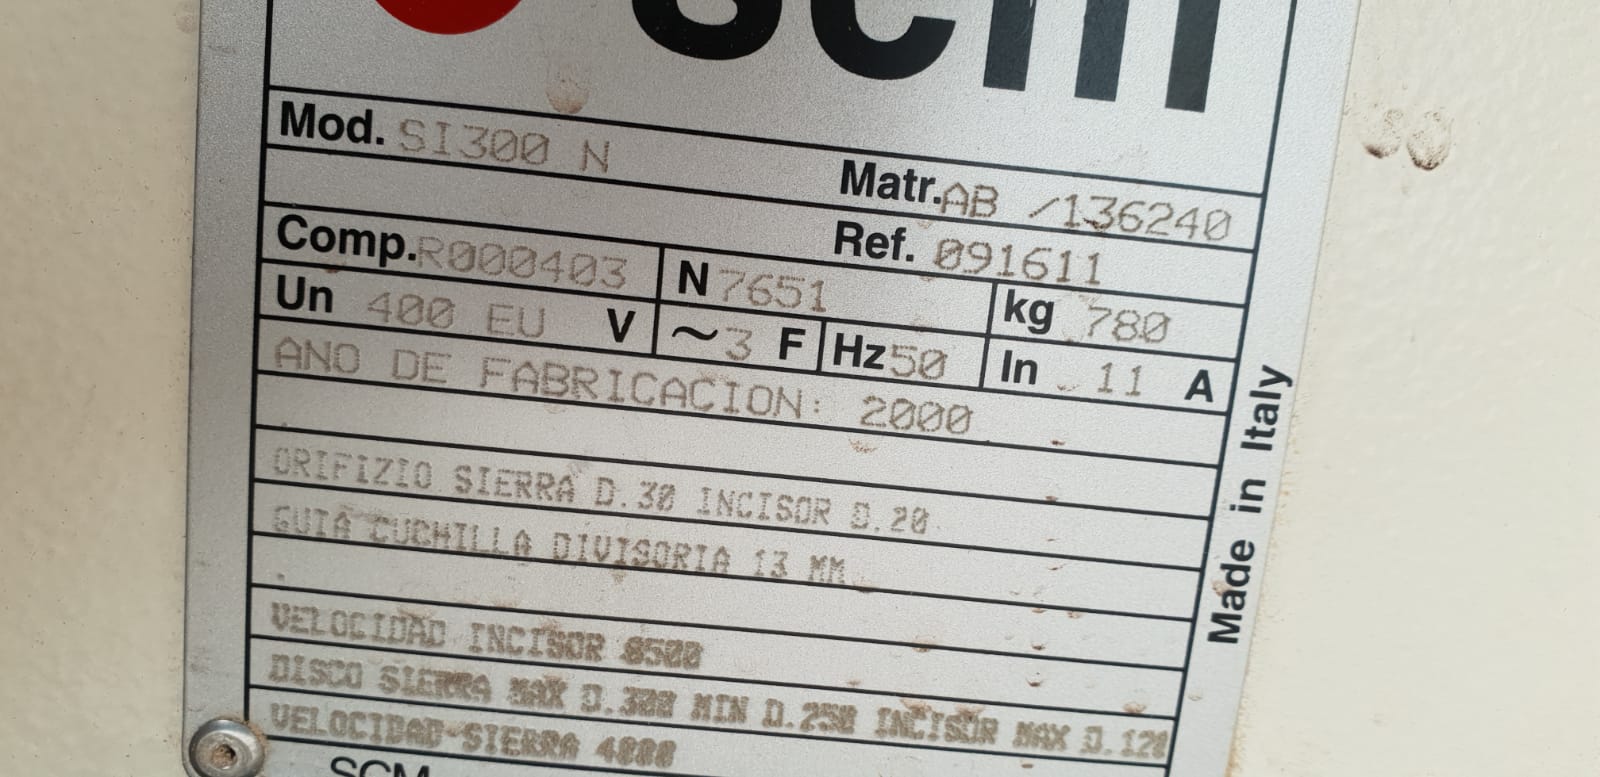 scm
Mod. SI300 N
Matr. AB /136240
Ref. 091611
Comp. R000403 N 7651 kg 780
Un 400 EU V ~3 F Hz 50 In 11 A
ANO DE FABRICACION: 2000
ORIFIZIO SIERRA D.30 INCISOR D.20
GUIA CUCHILLA DIVISORIA 13 MM
VELOCIDAD INCISOR 8500
DISCO SIERRA MAX D.300 MIN D.250 INCISOR MAX D.120
VELOCIDAD SIERRA 4000
SCM
Made in Italy